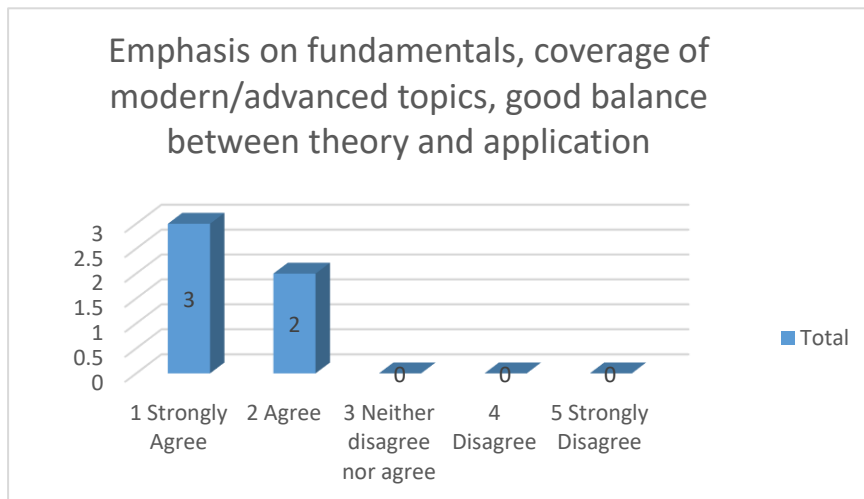 Emphasis on fundamentals, coverage of
modern/advanced topics, good balance
between theory and application
3
2.5
2
1.5
1
0.5
0
3
2
0
0
0
1 Strongly
Agree
2 Agree
3 Neither
disagree
nor agree
4
Disagree
5 Strongly
Disagree
Total